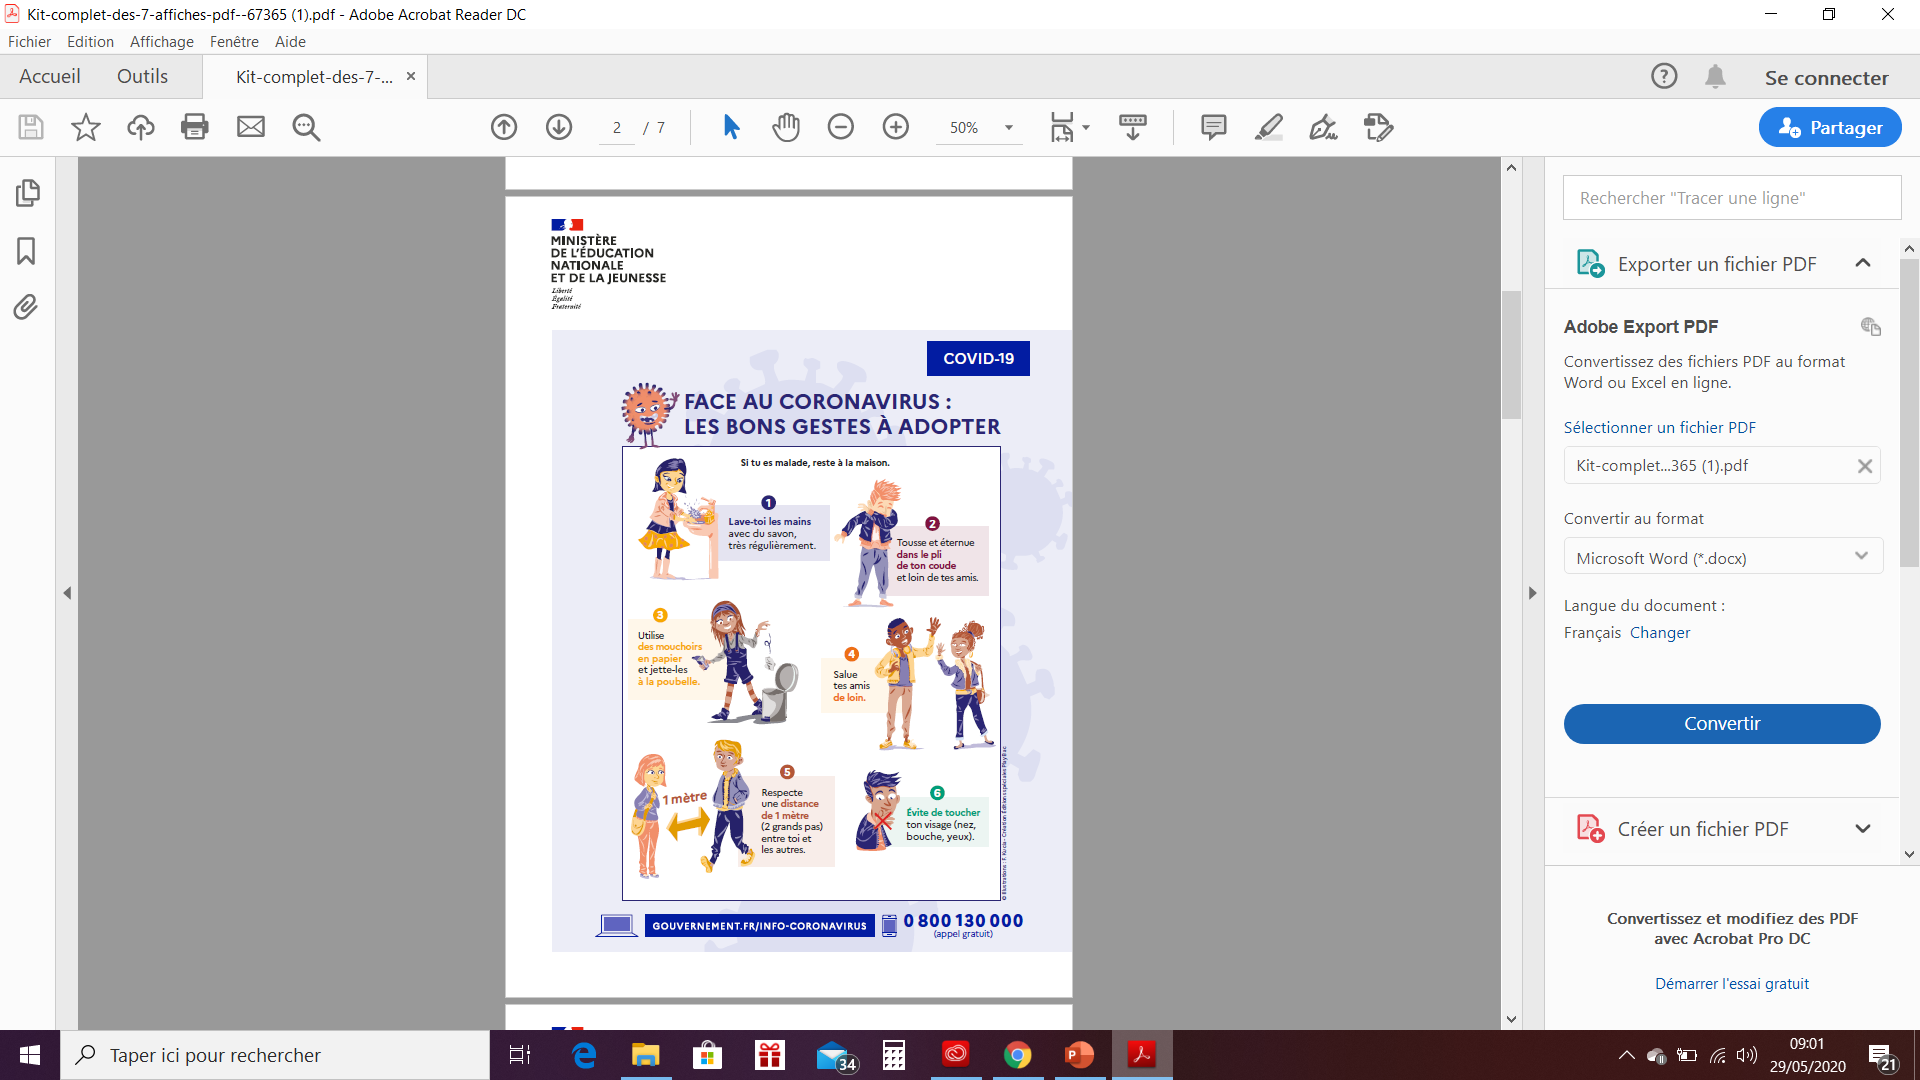 Kit-complet-des-7-affiches-pdf--67365 (1).pdf - Adobe Acrobat Reader DC
Fichier Edition Affichage Fenêtre Aide
Accueil Outils Kit-complet-des-7-... × ? Se connecter
2 / 7 50% Partager
MINISTÈRE
DE L'ÉDUCATION
NATIONALE
ET DE LA JEUNESSE
Liberté
Égalité
Fraternité
COVID-19
FACE AU CORONAVIRUS :
LES BONS GESTES À ADOPTER
Si tu es malade, reste à la maison.
1
Lave-toi les mains
avec du savon,
très régulièrement.
2
Tousse et éternue
dans le pli
de ton coude
et loin de tes amis.
3
Utilise
des mouchoirs
en papier
et jette-les
à la poubelle.
4
Salue
tes amis
de loin.
1 mètre
5
Respecte
une distance
de 1 mètre
(2 grands pas)
entre toi et
les autres.
6
Évite de toucher
ton visage (nez,
bouche, yeux).
GOUVERNEMENT.FR/INFO-CORONAVIRUS
0 800 130 000
(appel gratuit)
Rechercher "Tracer une ligne"
Exporter un fichier PDF
Adobe Export PDF
Convertissez des fichiers PDF au format
Word ou Excel en ligne.
Sélectionner un fichier PDF
Kit-complet...365 (1).pdf
Convertir au format
Microsoft Word (*.docx)
Langue du document :
Français Changer
Convertir
Créer un fichier PDF
Convertissez et modifiez des PDF
avec Acrobat Pro DC
Démarrer l'essai gratuit
Taper ici pour rechercher
34
09:01
29/05/2020
21